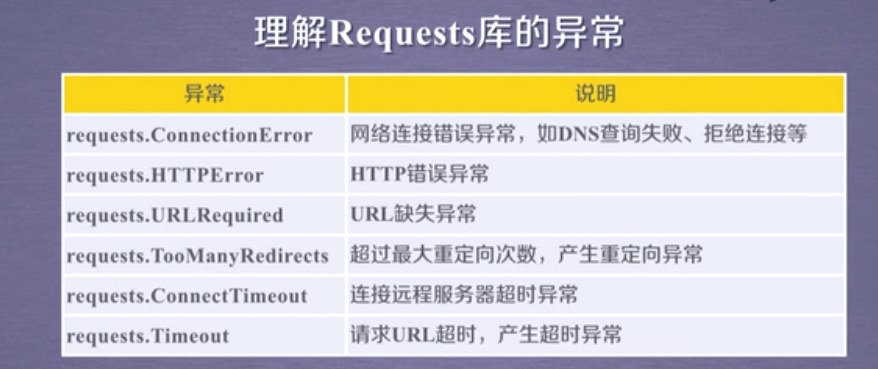 理解Requests库的异常
异常 说明
requests.ConnectionError 网络连接错误异常，如DNS查询失败、拒绝连接等
requests.HTTPError HTTP错误异常
requests.URLRequired URL缺失异常
requests.TooManyRedirects 超过最大重定向次数，产生重定向异常
requests.ConnectTimeout 连接远程服务器超时异常
requests.Timeout 请求URL超时，产生超时异常